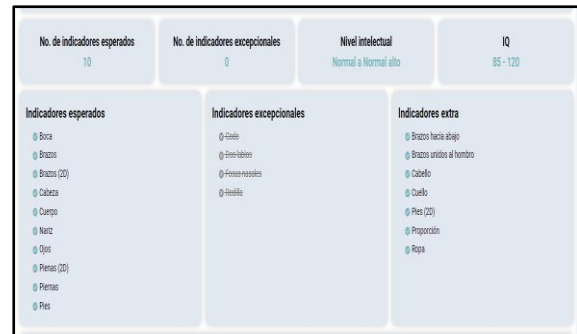 No. de indicadores esperados
10
No. de indicadores excepcionales
0
Nivel intelectual
Normal a Normal alto
IQ
85 - 120
Indicadores esperados
Boca
Brazos
Brazos (2D)
Cabeza
Cuerpo
Nariz
Ojos
Pienas (2D)
Piernas
Pies
Indicadores excepcionales
Codo
Dos labios
Fosas nasales
Rodilla
Indicadores extra
Brazos hacia abajo
Brazos unidos al hombro
Cabello
Cuello
Pies (2D)
Proporción
Ropa